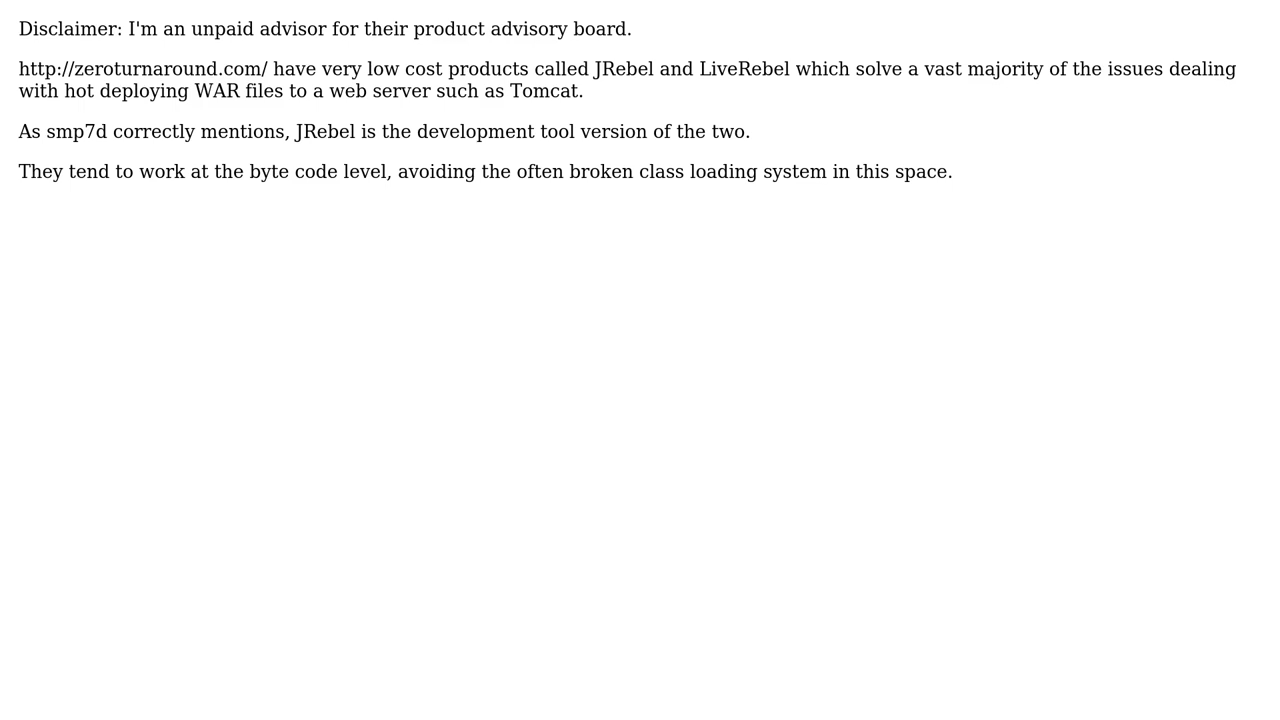 Disclaimer: I'm an unpaid advisor for their product advisory board.
http://zeroturnaround.com/ have very low cost products called JRebel and LiveRebel which solve a vast majority of the issues dealing
with hot deploying WAR files to a web server such as Tomcat.
As smp7d correctly mentions, JRebel is the development tool version of the two.
They tend to work at the byte code level, avoiding the often broken class loading system in this space.